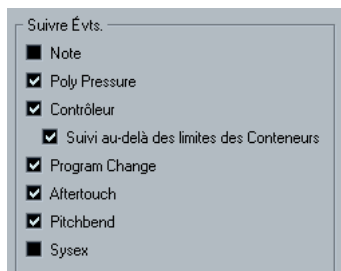 Suivre Évts.
Note
Poly Pressure
Contrôleur
Suivi au-delà des limites des Conteneurs
Program Change
Aftertouch
Pitchbend
Sysex